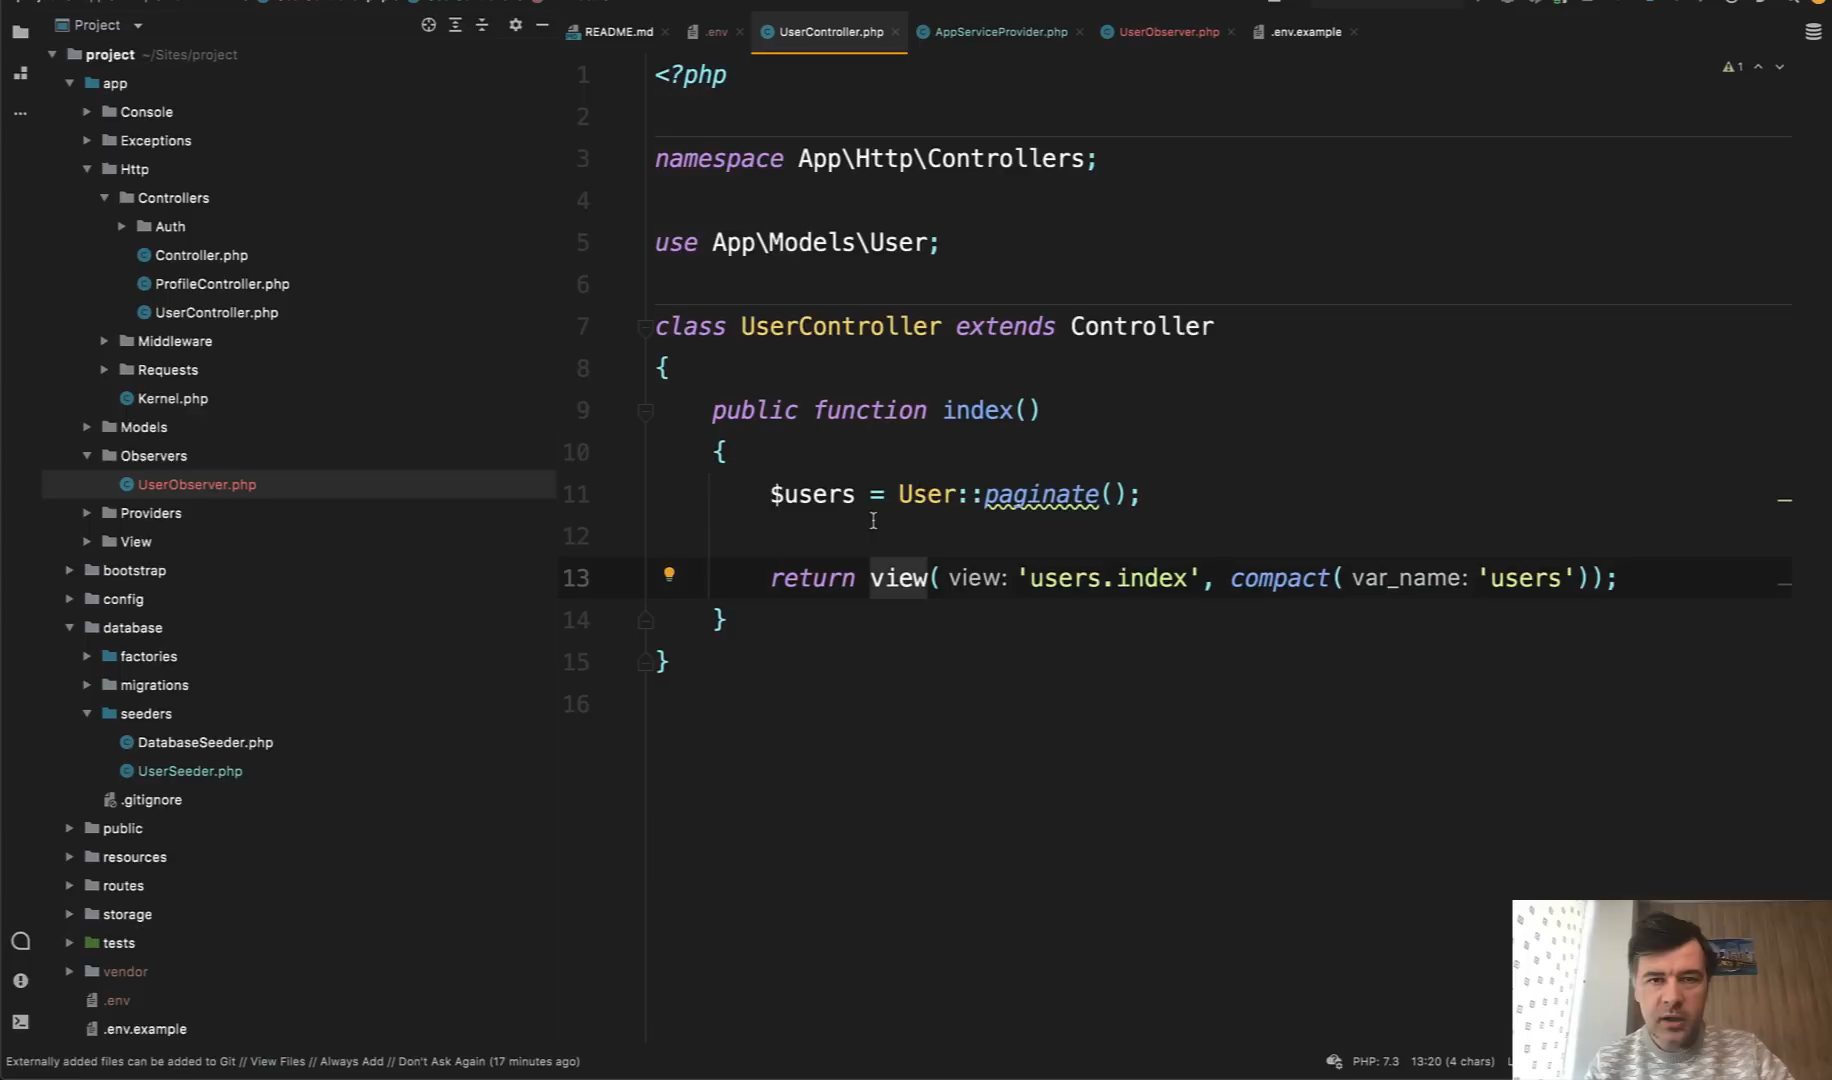 Project
README.md
.env
UserController.php
AppServiceProvider.php
UserObserver.php
.env.example
project ~/Sites/project
app
Console
Exceptions
Http
Controllers
Auth
Controller.php
ProfileController.php
UserController.php
Middleware
Requests
Kernel.php
Models
Observers
UserObserver.php
Providers
View
bootstrap
config
database
factories
migrations
seeders
DatabaseSeeder.php
UserSeeder.php
.gitignore
public
resources
routes
storage
tests
vendor
.env
.env.example
1
1 <?php
2
3 namespace App\Http\Controllers;
4
5 use App\Models\User;
6
7 class UserController extends Controller
8 {
9 public function index()
10 {
11 $users = User::paginate();
12
13 return view( view: 'users.index', compact( var_name: 'users'));
14 }
15 }
16
Externally added files can be added to Git // View Files // Always Add // Don't Ask Again (17 minutes ago)
PHP: 7.3 13:20 (4 chars)